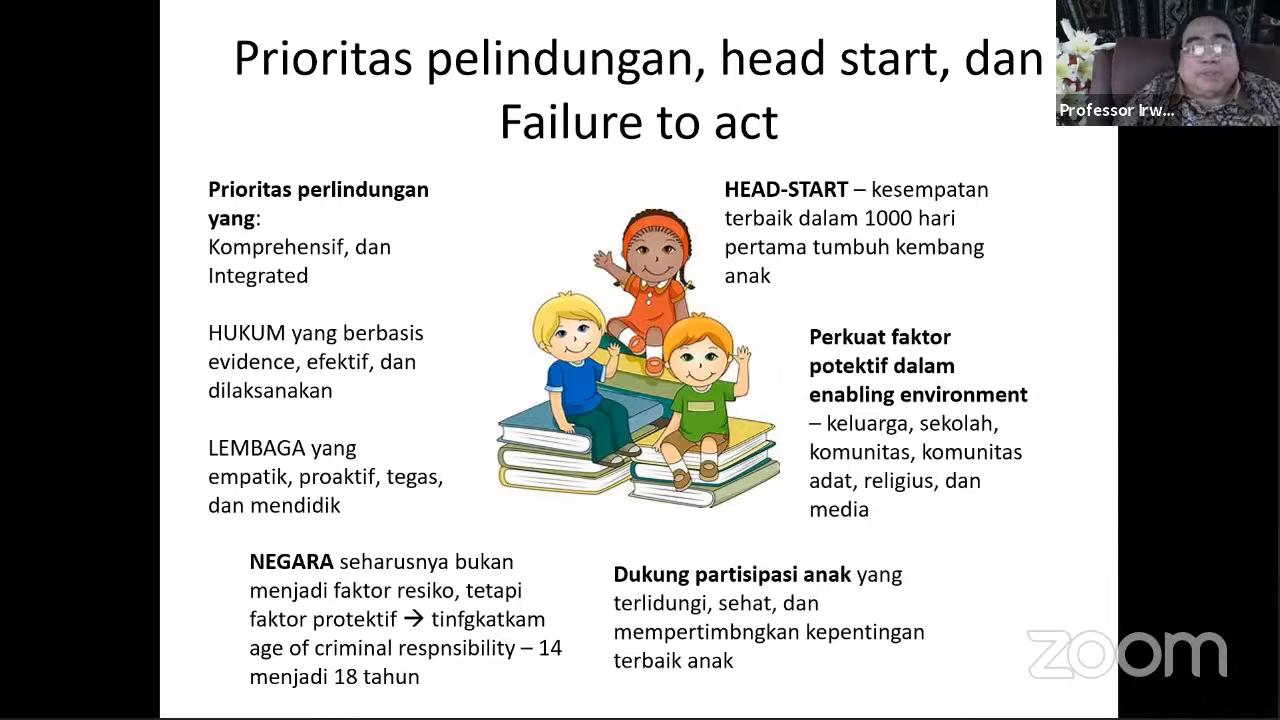 Prioritas pelindungan, head start, dan
Failure to act
Professor Irw...
Prioritas perlindungan
yang:
Komprehensif, dan
Integrated
HUKUM yang berbasis
evidence, efektif, dan
dilaksanakan
LEMBAGA yang
empatik, proaktif, tegas,
dan mendidik
HEAD-START – kesempatan
terbaik dalam 1000 hari
pertama tumbuh kembang
anak
Perkuat faktor
potektif dalam
enabling environment
– keluarga, sekolah,
komunitas, komunitas
adat, religius, dan
media
NEGARA seharusnya bukan
menjadi faktor resiko, tetapi
faktor protektif → tinfgkatkam
age of criminal respnsibility – 14
menjadi 18 tahun
Dukung partisipasi anak yang
terlidungi, sehat, dan
mempertimbngkan kepentingan
terbaik anak
zoom